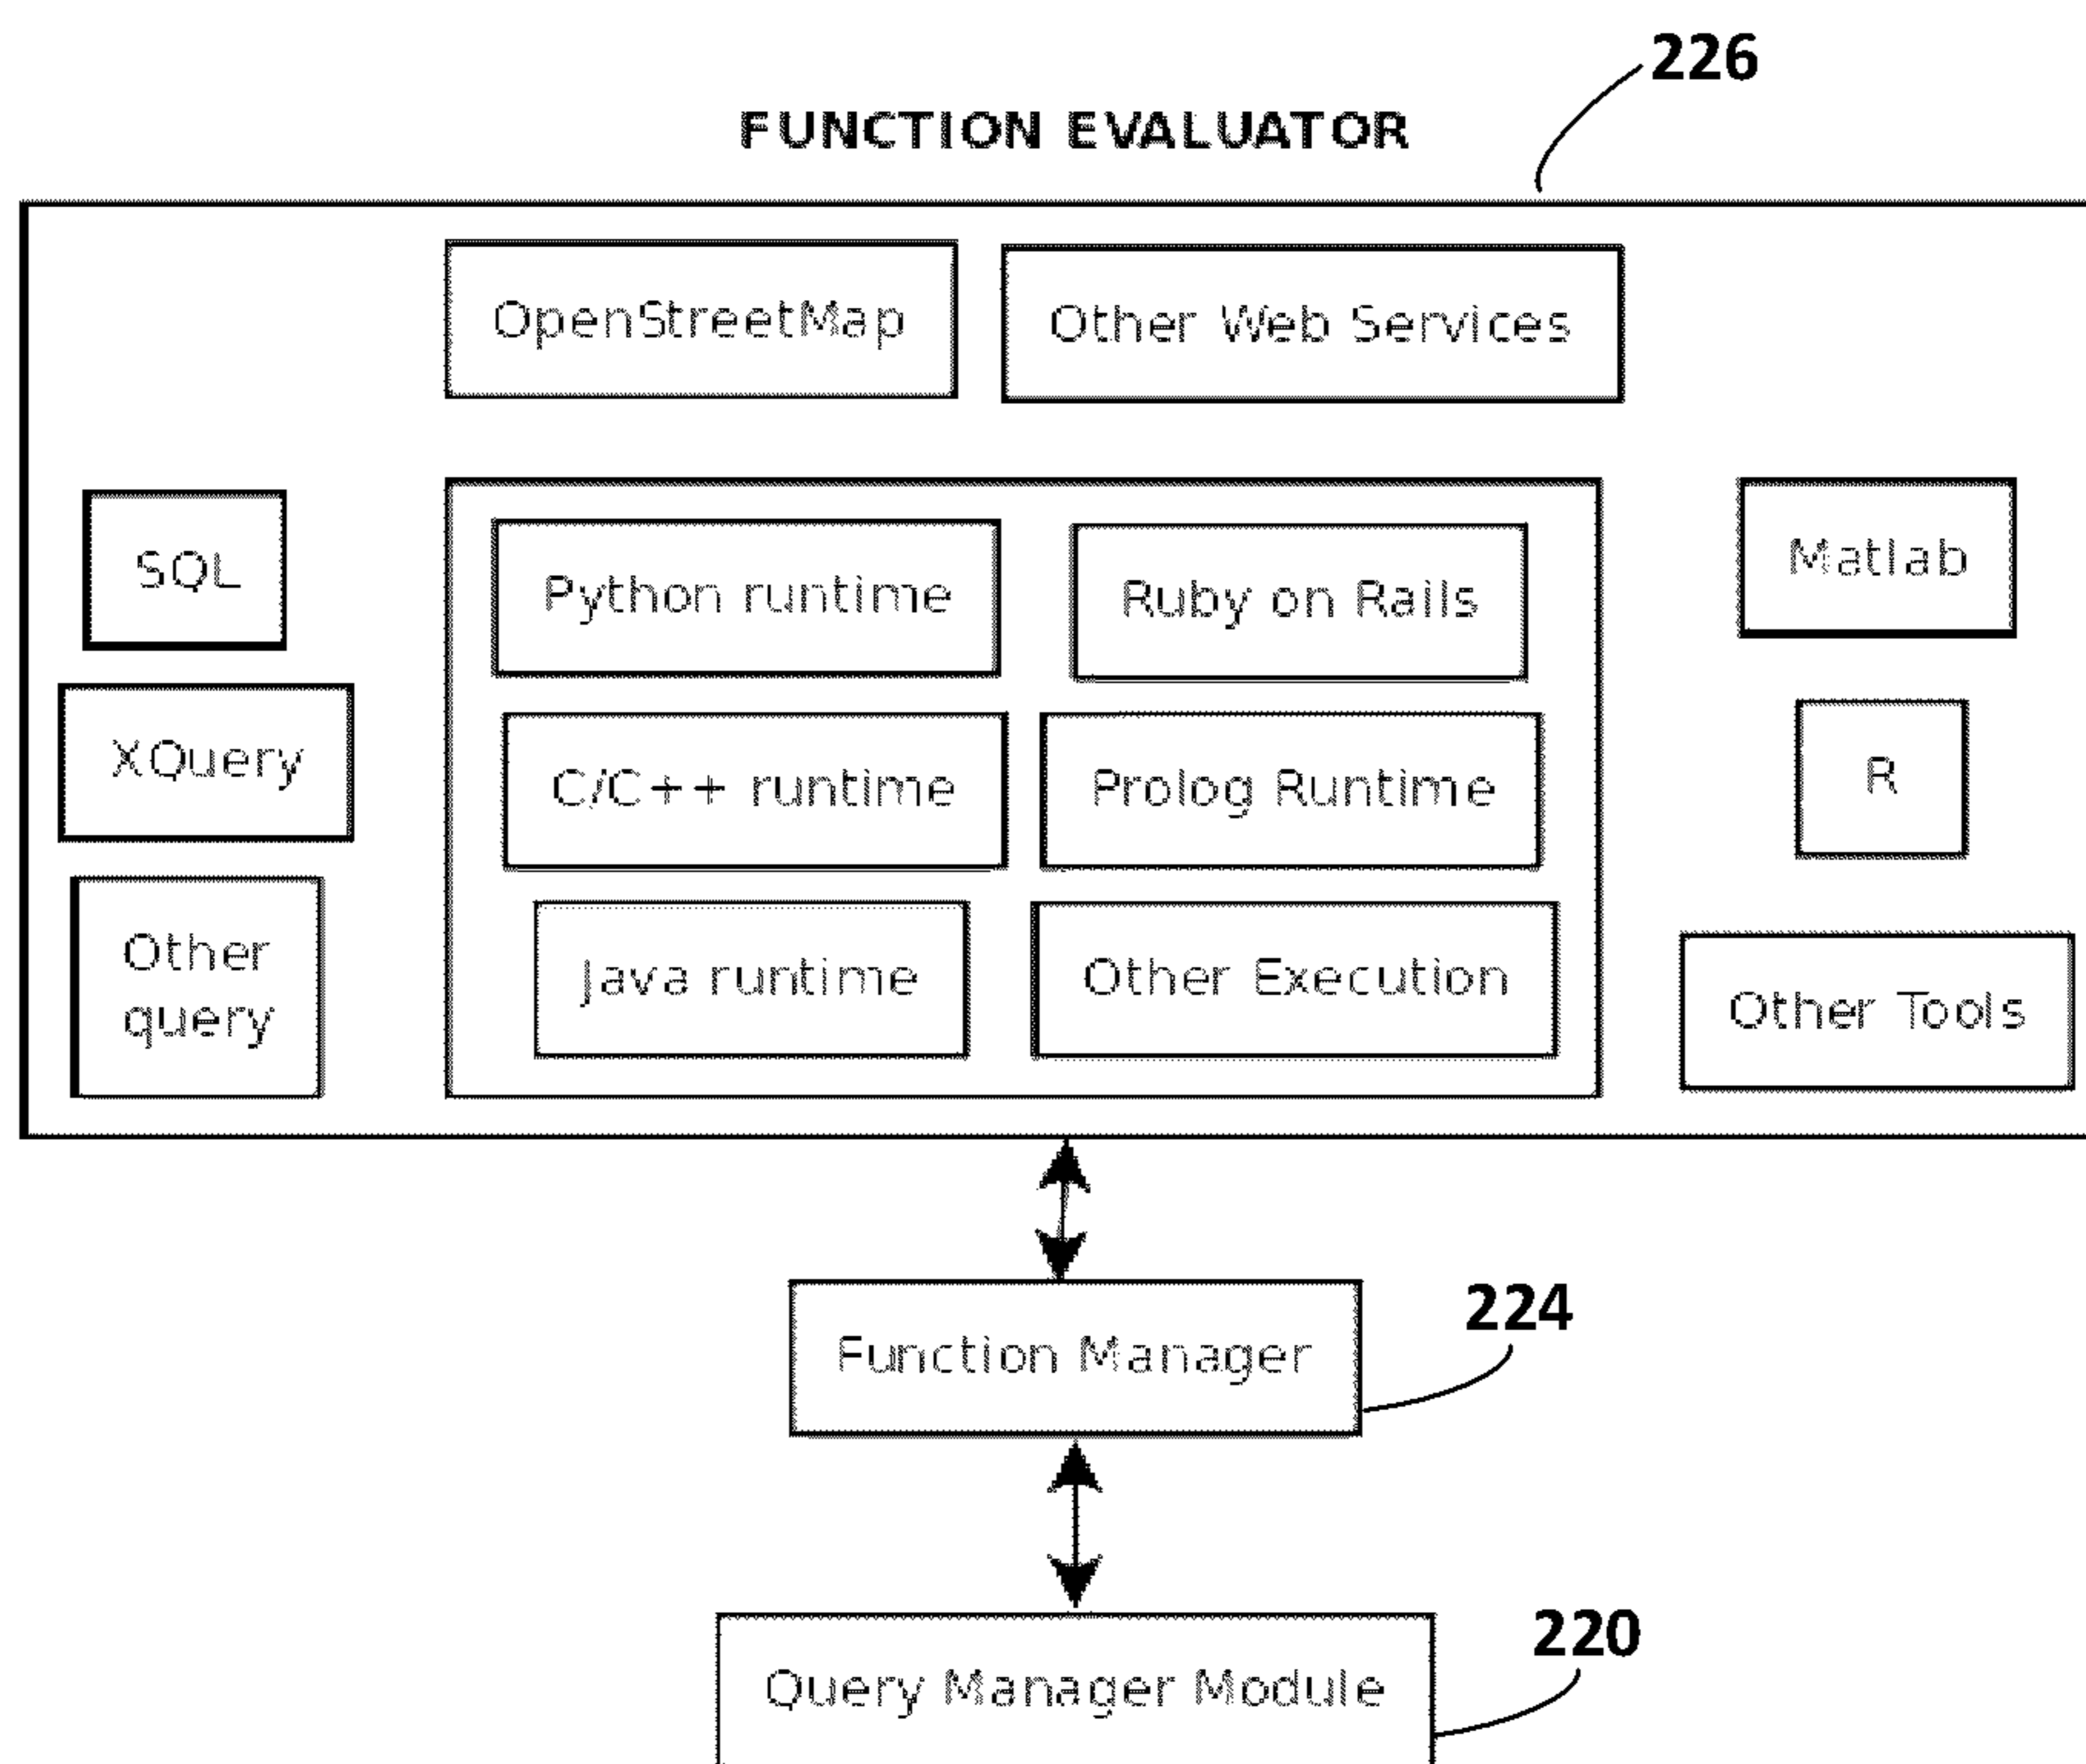 226
FUNCTION EVALUATOR
OpenStreetMap
Other Web Services
SQL
XQuery
Other
query
Python runtime
Ruby on Rails
C/C++ runtime
Prolog Runtime
Java runtime
Other Execution
Matlab
R
Other Tools
Function Manager
224
Query Manager Module
220